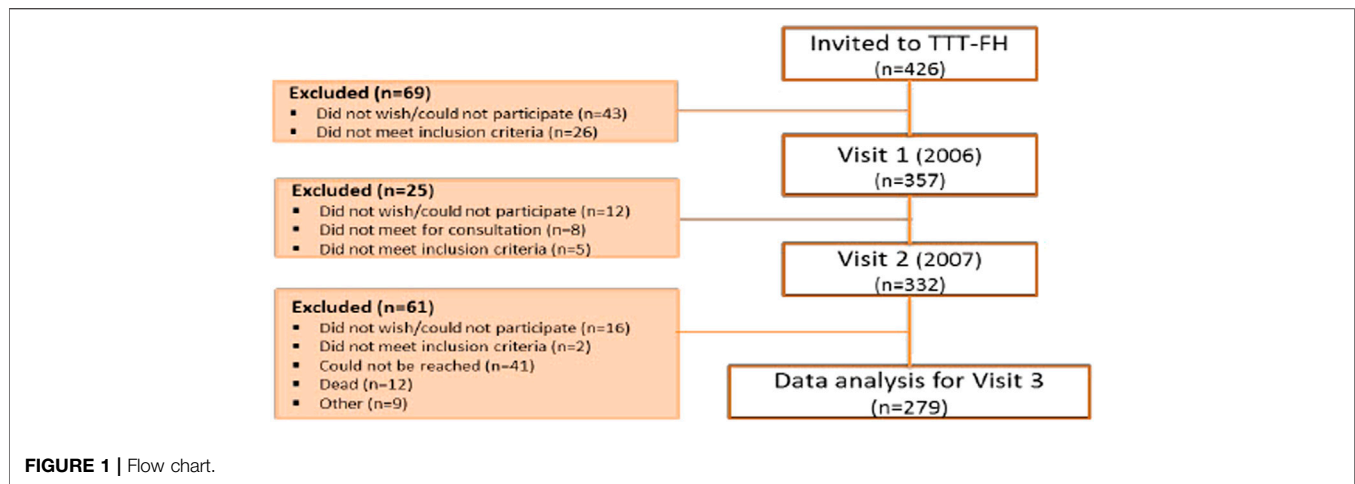 Invited to TTT-FH
(n=426)
Excluded (n=69)
▪ Did not wish/could not participate (n=43)
▪ Did not meet inclusion criteria (n=26)
Visit 1 (2006)
(n=357)
Excluded (n=25)
▪ Did not wish/could not participate (n=12)
▪ Did not meet for consultation (n=8)
▪ Did not meet inclusion criteria (n=5)
Visit 2 (2007)
(n=332)
Excluded (n=61)
▪ Did not wish/could not participate (n=16)
▪ Did not meet inclusion criteria (n=2)
▪ Could not be reached (n=41)
▪ Dead (n=12)
▪ Other (n=9)
Data analysis for Visit 3
(n=279)
FIGURE 1 | Flow chart.